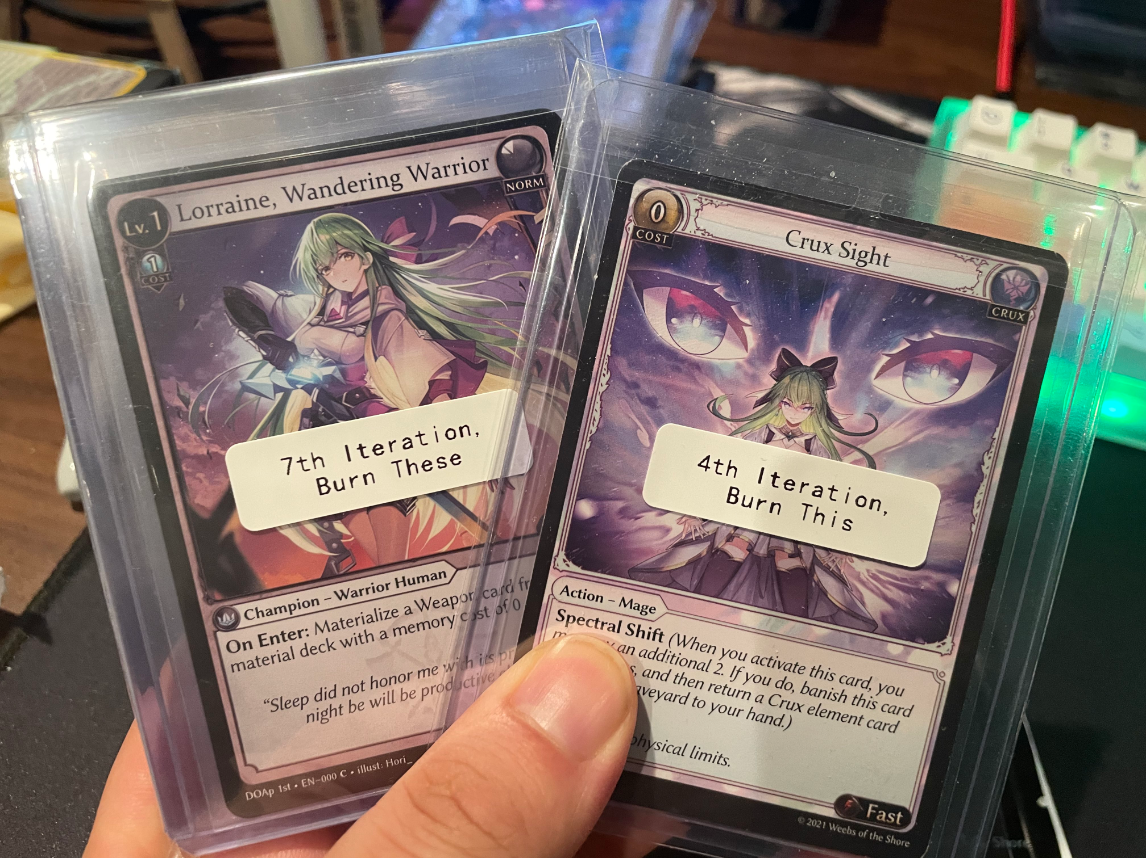 Lv. 1
Lorraine, Wandering Warrior
NORM
1
COST
7th Iteration,
Burn These
Champion – Warrior Human
On Enter: Materialize a Weapon card
material deck with a memory cost of 0
“Sleep did not honor me with its
night be will be productive
DOAp 1st • EN–000 C • illust: Hori_
0
COST
Crux Sight
CRUX
4th Iteration,
Burn This
Action – Mage
Spectral Shift (When you activate this card, you
an additional 2. If you do, banish this card
and then return a Crux element card
to your hand.)
physical limits.
Fast
© 2021 Weebs of the Shore